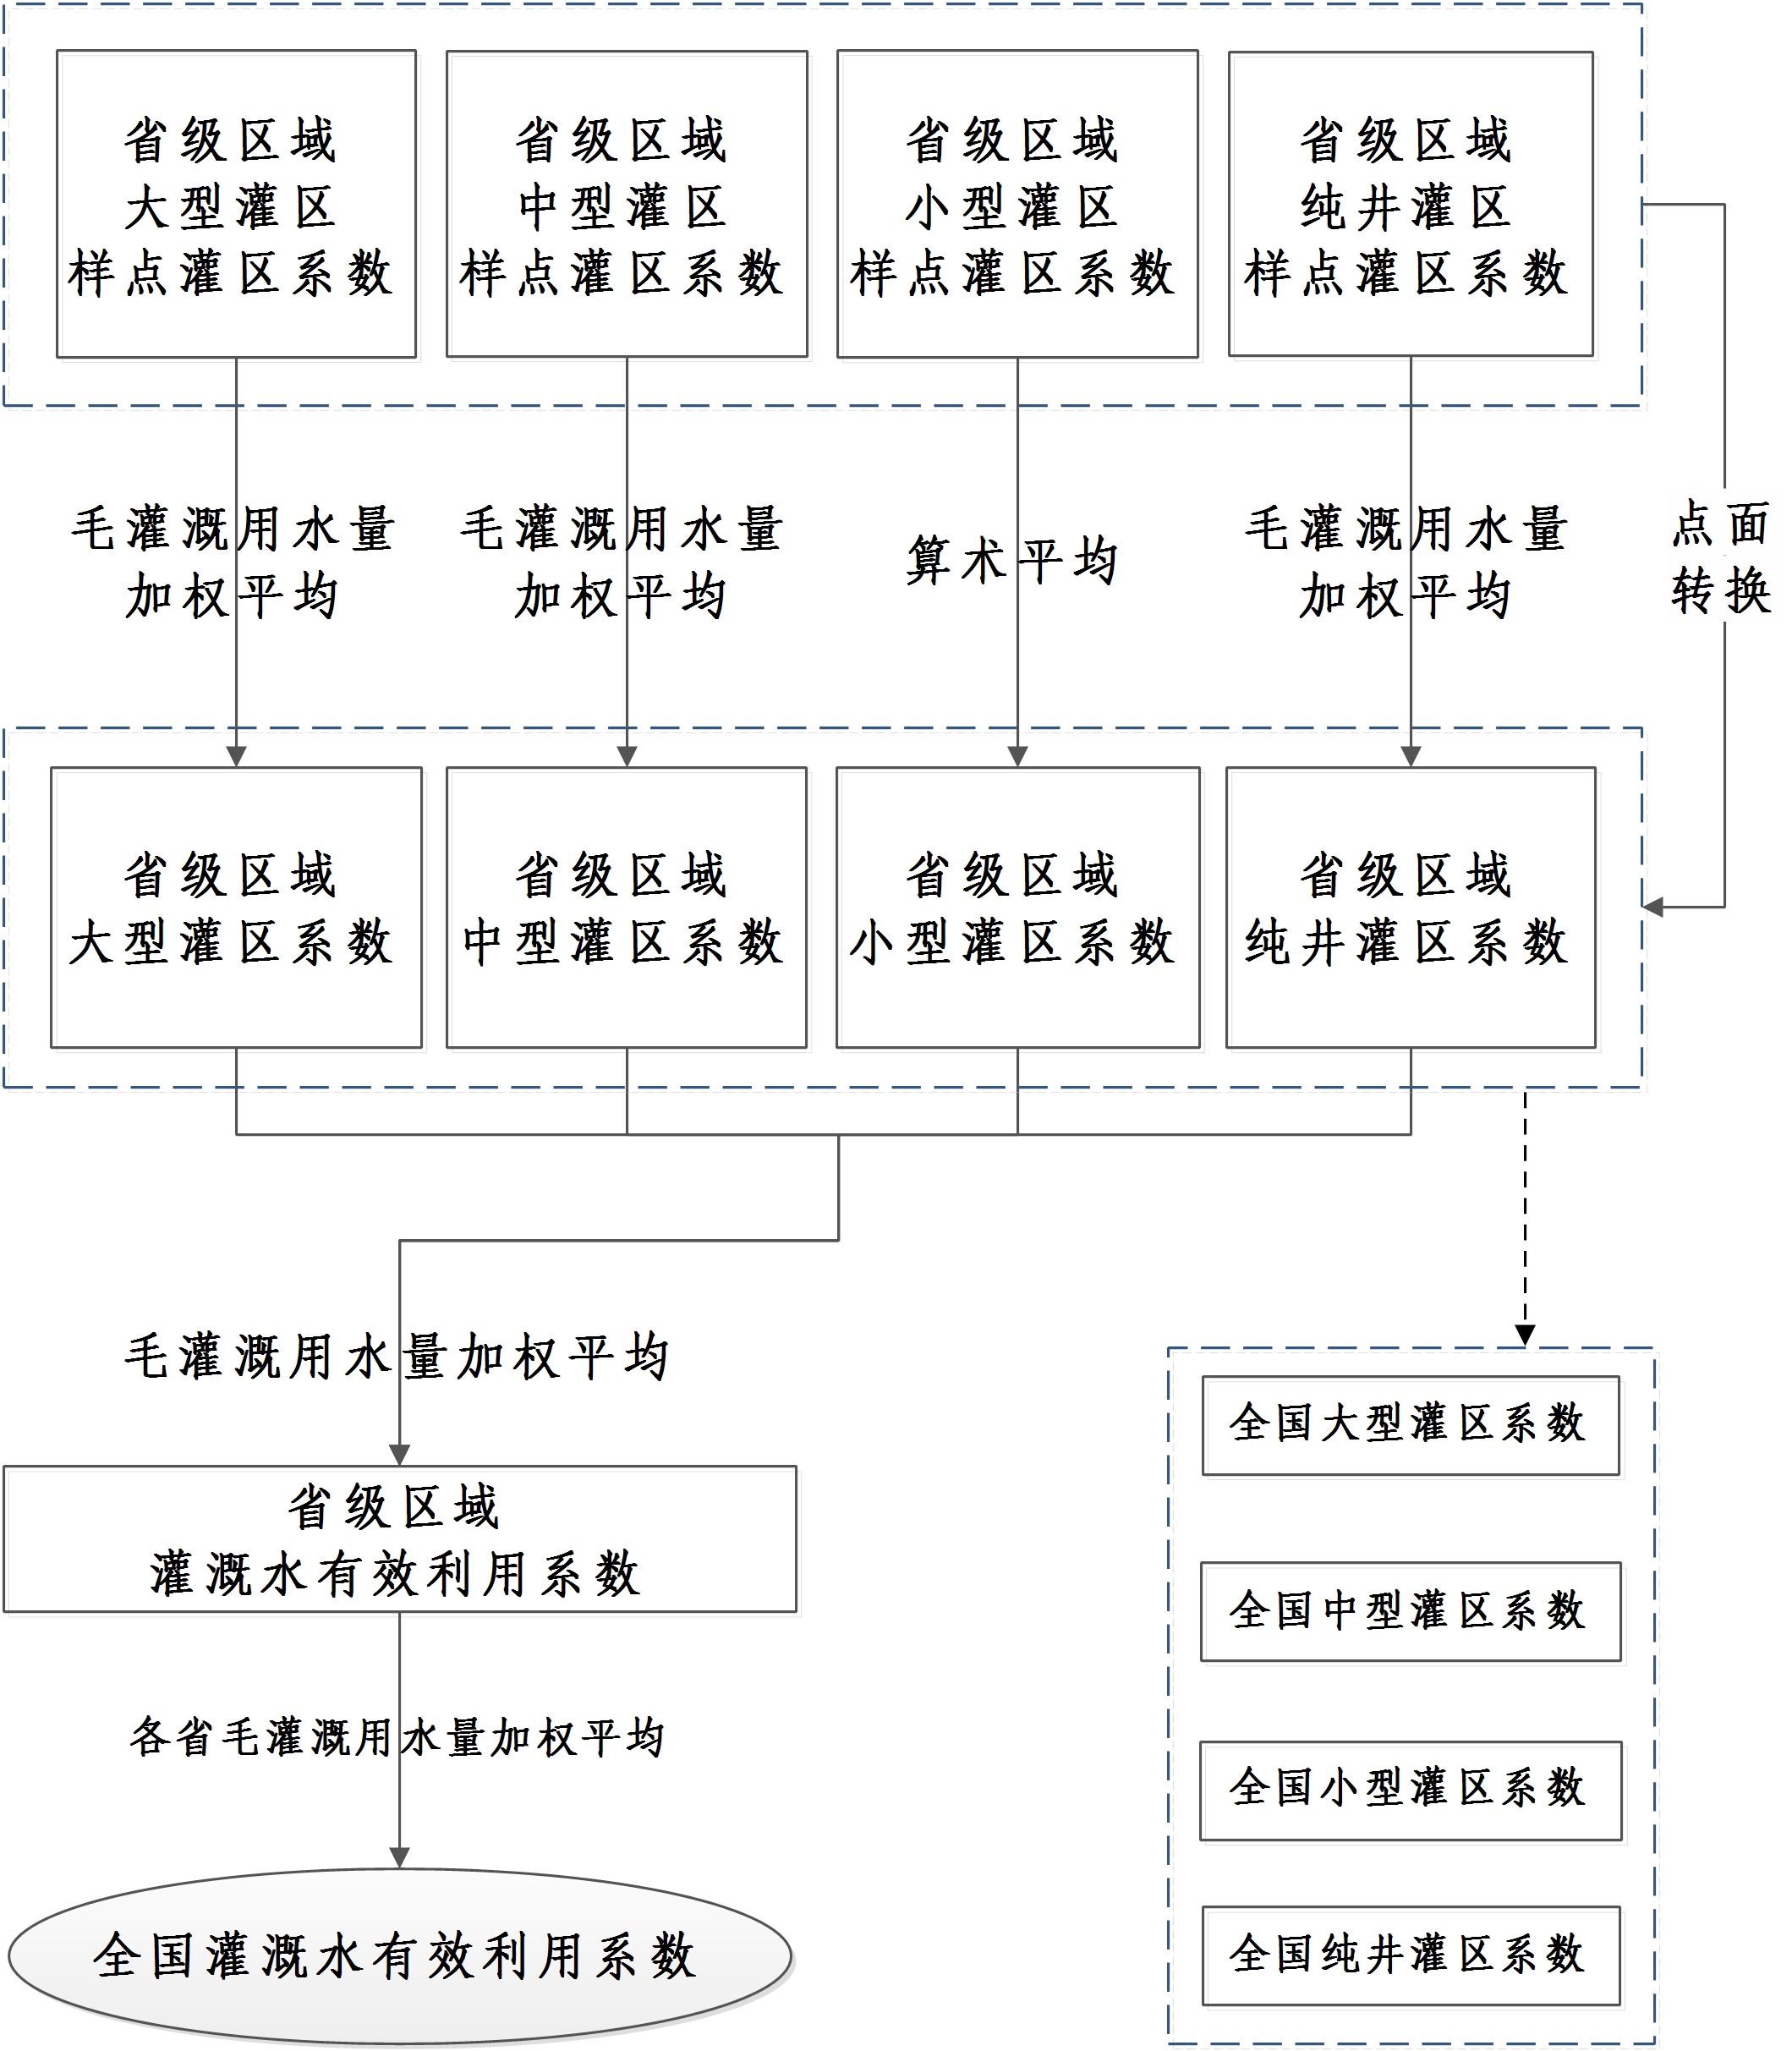 省级区域
大型灌区
样点灌区系数
省级区域
中型灌区
样点灌区系数
省级区域
小型灌区
样点灌区系数
省级区域
纯井灌区
样点灌区系数
毛灌溉用水量
加权平均
毛灌溉用水量
加权平均
算术平均
毛灌溉用水量
加权平均
点面
转换
省级区域
大型灌区系数
省级区域
中型灌区系数
省级区域
小型灌区系数
省级区域
纯井灌区系数
毛灌溉用水量加权平均
省级区域
灌溉水有效利用系数
各省毛灌溉用水量加权平均
全国灌溉水有效利用系数
全国大型灌区系数
全国中型灌区系数
全国小型灌区系数
全国纯井灌区系数